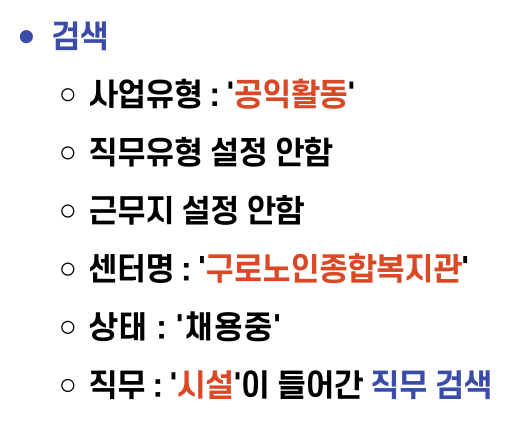 • 검색
○ 사업유형 : '공익활동'
○ 직무유형 설정 안함
○ 근무지 설정 안함
○ 센터명 : '구로노인종합복지관'
○ 상태 : '채용중'
○ 직무 : '시설'이 들어간 직무 검색